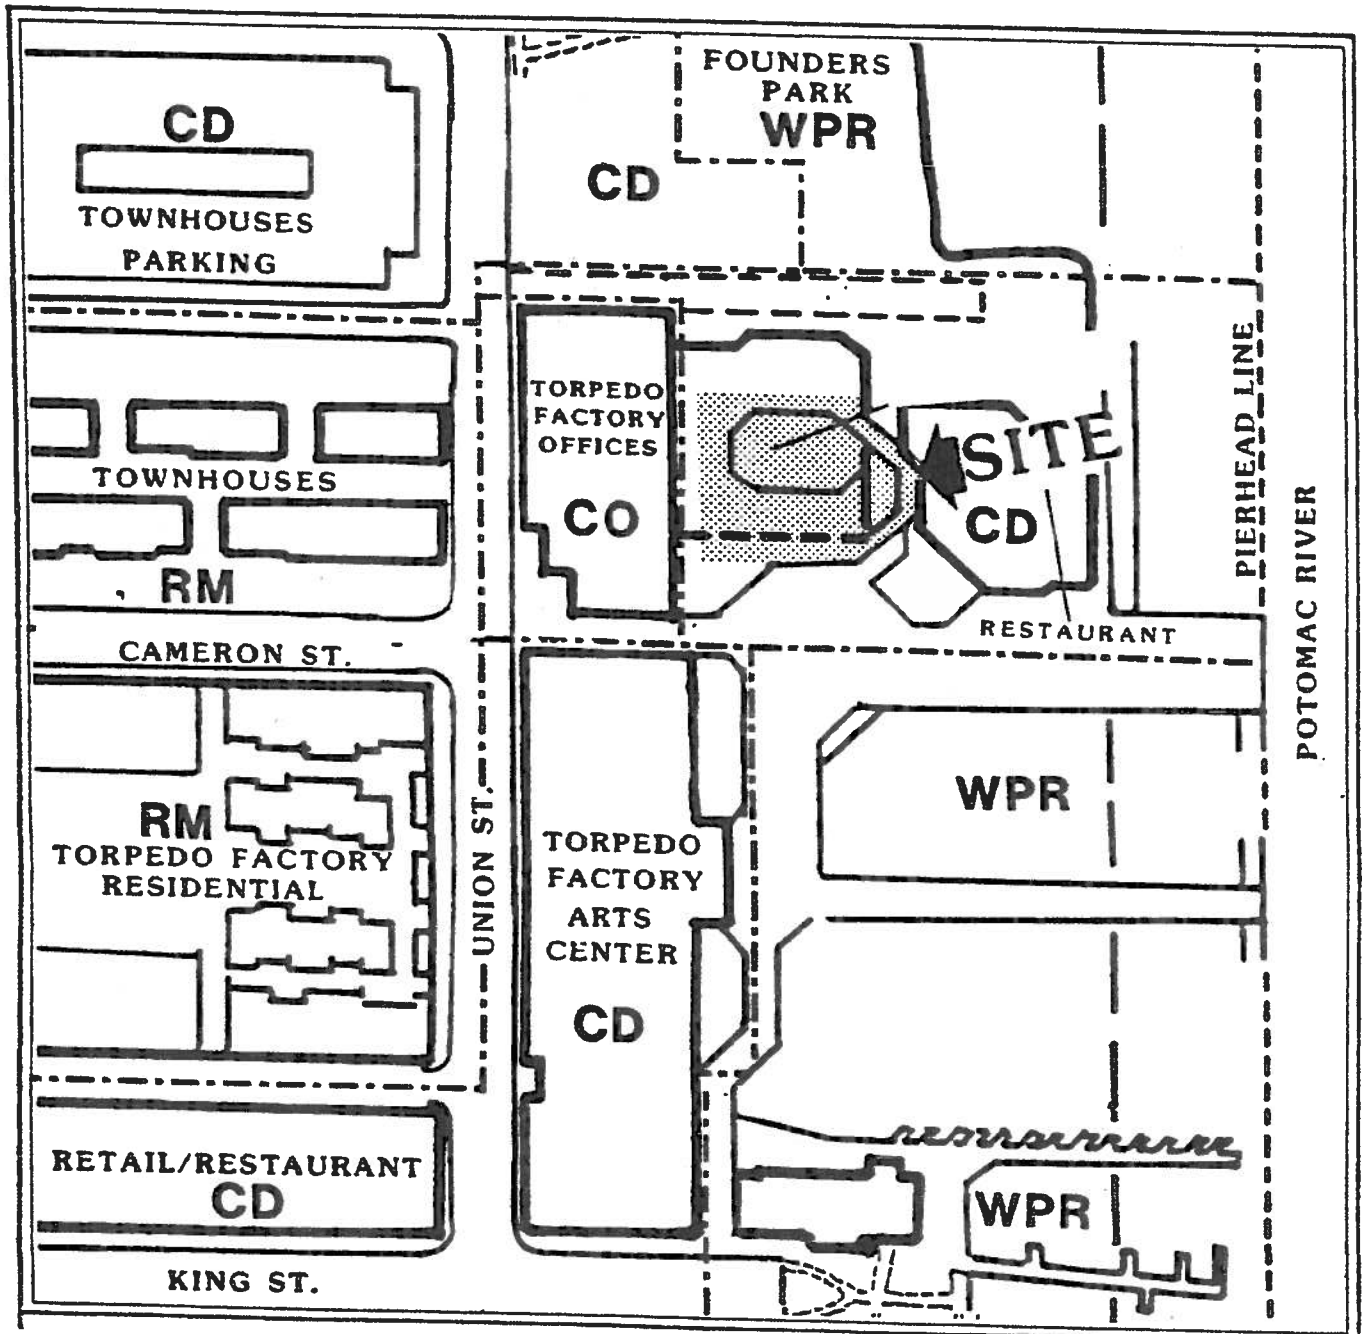 FOUNDERS
PARK
WPR
CD
TOWNHOUSES
PARKING
CD
TORPEDO
FACTORY
OFFICES
CO
SITE
CD
RESTAURANT
PIERHEAD LINE
POTOMAC RIVER
TOWNHOUSES
RM
CAMERON ST.
RM
TORPEDO FACTORY
RESIDENTIAL
UNION ST.
TORPEDO
FACTORY
ARTS
CENTER
CD
WPR
RETAIL/RESTAURANT
CD
WPR
KING ST.